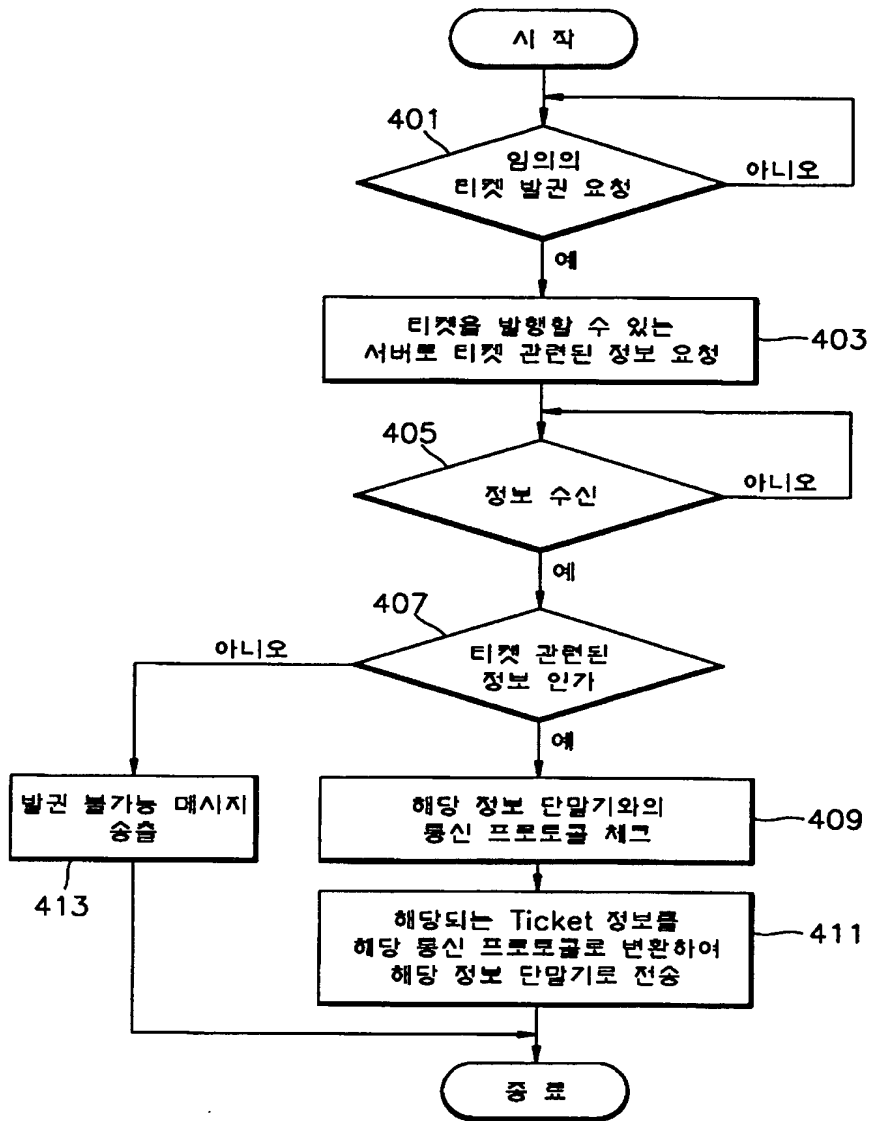 시 작
401
임의의
티켓 발권 요청
아니오
예
티켓을 발행할 수 있는
서버로 티켓 관련된 정보 요청
403
405
정보 수신
아니오
예
407
아니오
티켓 관련된
정보 인가
예
발권 불가능 메시지
송출
413
해당 정보 단말기와의
통신 프로토콜 체크
409
해당되는 Ticket 정보를
해당 통신 프로토콜로 변환하여
해당 정보 단말기로 전송
411
종 료